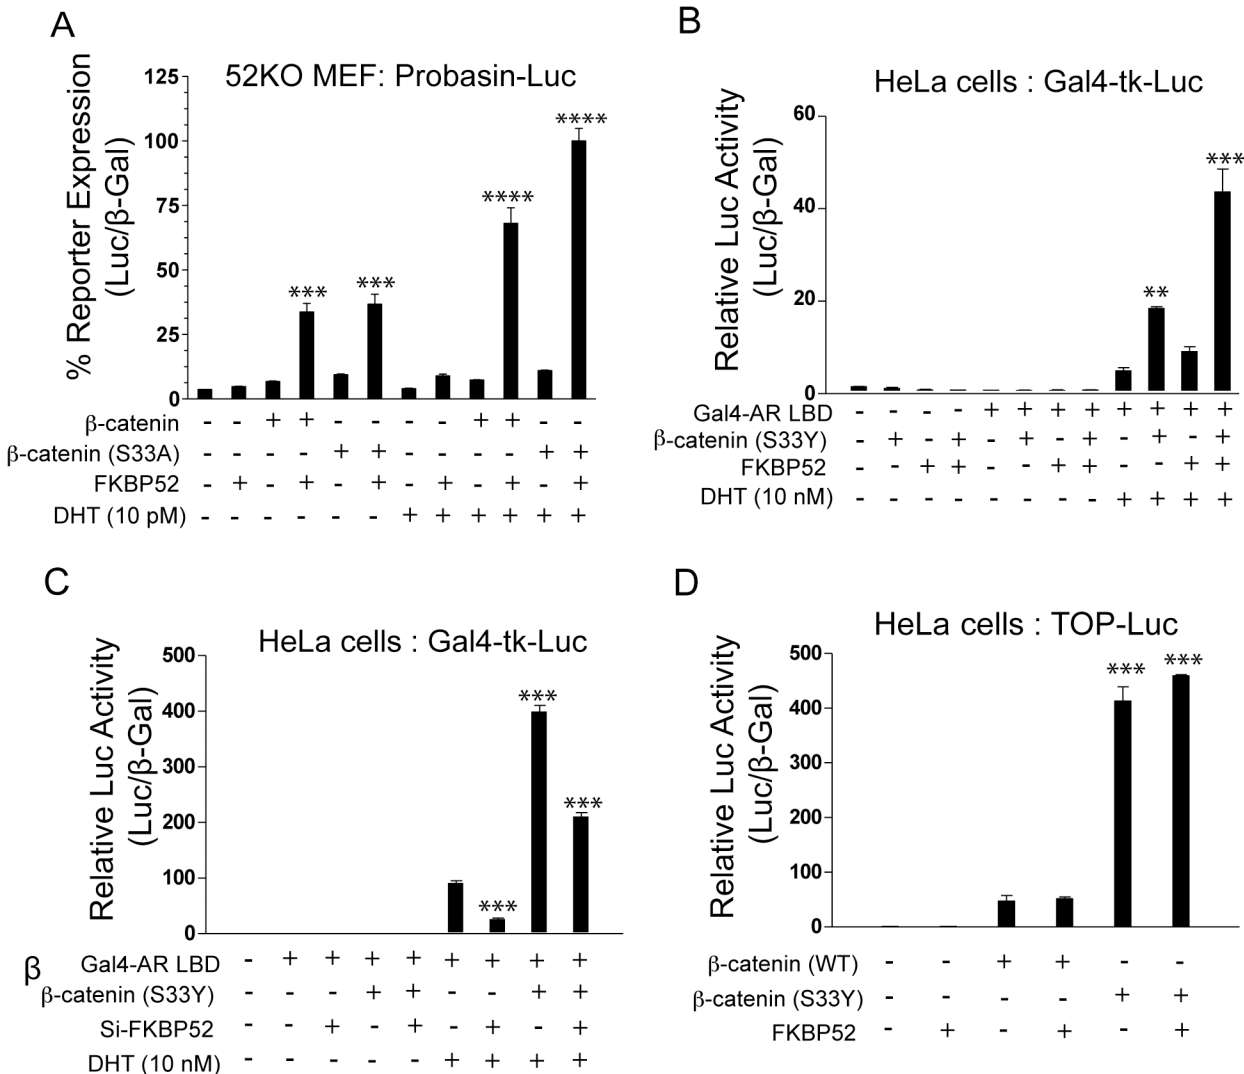 A
52KO MEF: Probasin-Luc
% Reporter Expression
(Luc/β-Gal)
125
100
75
50
25
0
***
***
****
****
β-catenin - - + + - - - - + + - -
β-catenin (S33A) - - - - + + - - - - + +
FKBP52 - + - + - + - + - + - +
DHT (10 pM) - - - - - - + + + + + +
B
HeLa cells : Gal4-tk-Luc
Relative Luc Activity
(Luc/β-Gal)
60
40
20
0
**
***
Gal4-AR LBD - - - - + + + + + + + +
β-catenin (S33Y) - + - + - + - + - + - +
FKBP52 - - + + - - + + - - + +
DHT (10 nM) - - - - - - - - + + + +
C
HeLa cells : Gal4-tk-Luc
Relative Luc Activity
(Luc/β-Gal)
500
400
300
200
100
0
***
***
***
β
Gal4-AR LBD - + + + + + + + +
β-catenin (S33Y) - - - + + - - + +
Si-FKBP52 - - + - + - + - +
DHT (10 nM) - - - - - + + + +
D
HeLa cells : TOP-Luc
Relative Luc Activity
(Luc/β-Gal)
500
400
300
200
100
0
***
***
β-catenin (WT) - - + + - -
β-catenin (S33Y) - - - - + +
FKBP52 - + - + - +